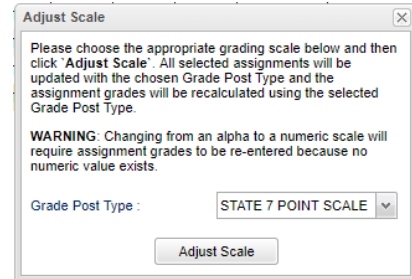 Adjust Scale
Please choose the appropriate grading scale below and then
click `Adjust Scale`. All selected assignments will be
updated with the chosen Grade Post Type and the
assignment grades will be recalculated using the selected
Grade Post Type.
WARNING: Changing from an alpha to a numeric scale will
require assignment grades to be re-entered because no
numeric value exists.
Grade Post Type : STATE 7 POINT SCALE
Adjust Scale